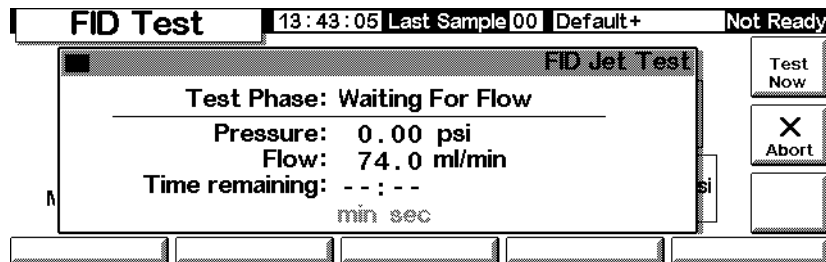 FID Test 13:43:05 Last Sample 00 Default+ Not Ready
FID Jet Test
Test Now
Test Phase: Waiting For Flow
Pressure: 0.00 psi
Flow: 74.0 ml/min
Time remaining: --:--
min sec
X Abort
si